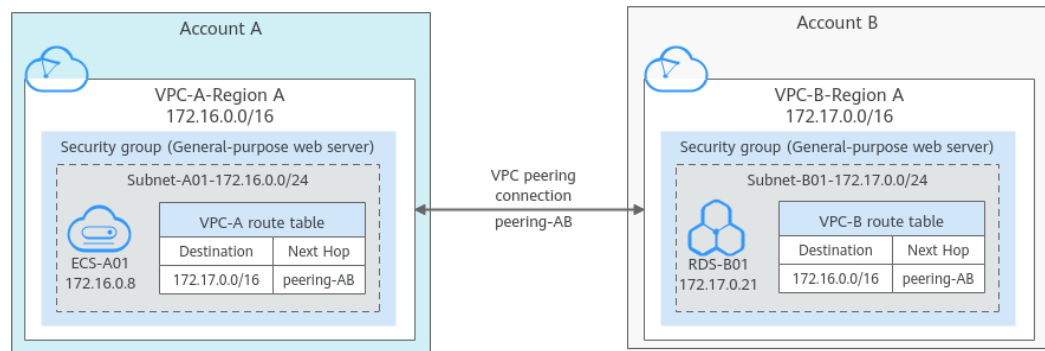 Account A
VPC-A-Region A
172.16.0.0/16
Security group (General-purpose web server)
Subnet-A01-172.16.0.0/24
ECS-A01
172.16.0.8
VPC-A route table
Destination Next Hop
172.17.0.0/16 peering-AB
VPC peering
connection
peering-AB
Account B
VPC-B-Region A
172.17.0.0/16
Security group (General-purpose web server)
Subnet-B01-172.17.0.0/24
RDS-B01
172.17.0.21
VPC-B route table
Destination Next Hop
172.16.0.0/16 peering-AB